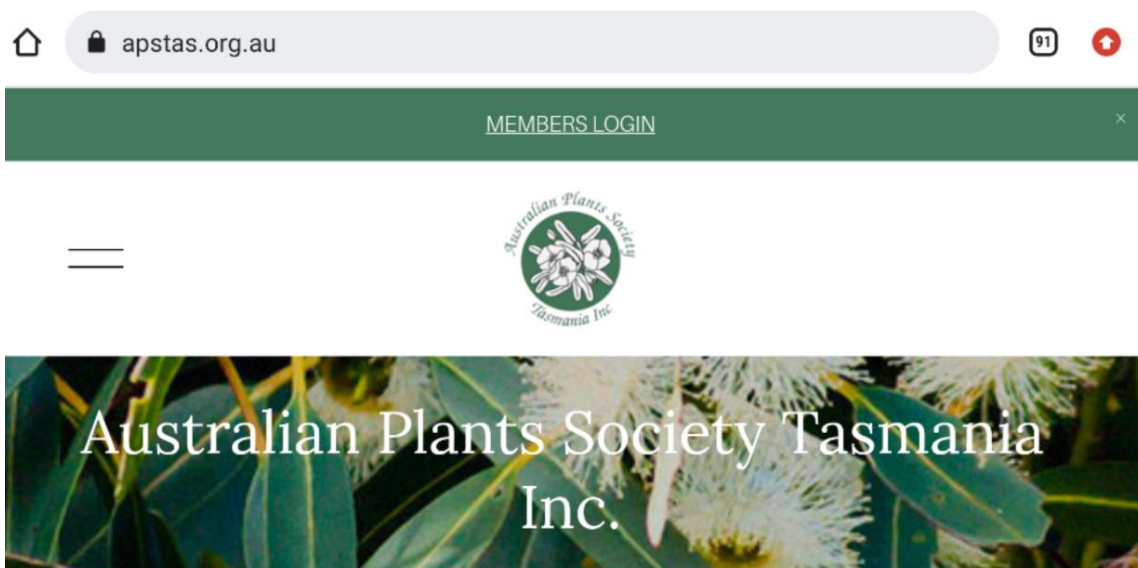 apstas.org.au
91
MEMBERS LOGIN
×
Australian Plants Society
Tasmania Inc
Australian Plants Society Tasmania
Inc.